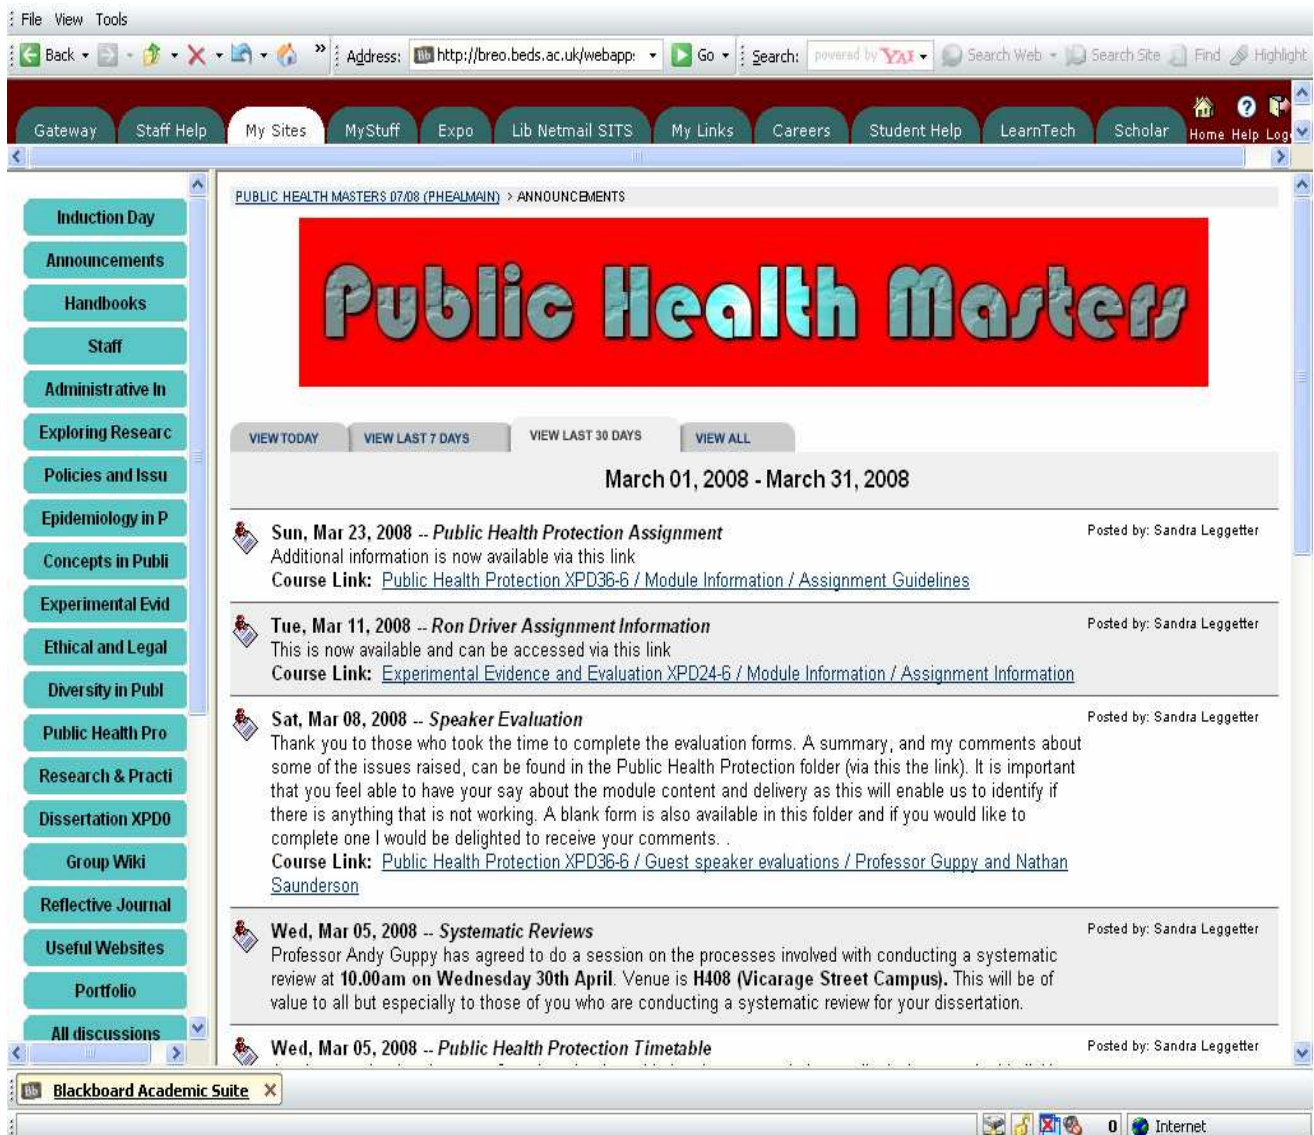 File View Tools
Back Address: http://breo.beds.ac.uk/webapp: Go Search: powered by Search Web Search Site Find Highlight
Gateway Staff Help My Sites MyStuff Expo Lib Netmail SITS My Links Careers Student Help LearnTech Scholar Home Help
Induction Day
Announcements
Handbooks
Staff
Administrative In
Exploring Researc
Policies and Issu
Epidemiology in P
Concepts in Publi
Experimental Evid
Ethical and Legal
Diversity in Publ
Public Health Pro
Research & Practi
Dissertation XPD0
Group Wiki
Reflective Journal
Useful Websites
Portfolio
All discussions
PUBLIC HEALTH MASTERS 07/08 (PHEALMAIN) > ANNOUNCEMENTS
Public Health Masters
VIEW TODAY VIEW LAST 7 DAYS VIEW LAST 30 DAYS VIEW ALL
March 01, 2008 - March 31, 2008
Sun, Mar 23, 2008 -- Public Health Protection Assignment Posted by: Sandra Leggetter
Additional information is now available via this link
Course Link: Public Health Protection XPD36-6 / Module Information / Assignment Guidelines
Tue, Mar 11, 2008 -- Ron Driver Assignment Information Posted by: Sandra Leggetter
This is now available and can be accessed via this link
Course Link: Experimental Evidence and Evaluation XPD24-6 / Module Information / Assignment Information
Sat, Mar 08, 2008 -- Speaker Evaluation Posted by: Sandra Leggetter
Thank you to those who took the time to complete the evaluation forms. A summary, and my comments about
some of the issues raised, can be found in the Public Health Protection folder (via this the link). It is important
that you feel able to have your say about the module content and delivery as this will enable us to identify if
there is anything that is not working. A blank form is also available in this folder and if you would like to
complete one I would be delighted to receive your comments. .
Course Link: Public Health Protection XPD36-6 / Guest speaker evaluations / Professor Guppy and Nathan
Saunderson
Wed, Mar 05, 2008 -- Systematic Reviews Posted by: Sandra Leggetter
Professor Andy Guppy has agreed to do a session on the processes involved with conducting a systematic
review at 10.00am on Wednesday 30th April. Venue is H408 (Vicarage Street Campus). This will be of
value to all but especially to those of you who are conducting a systematic review for your dissertation.
Wed, Mar 05, 2008 -- Public Health Protection Timetable Posted by: Sandra Leggetter
Blackboard Academic Suite
0 Internet